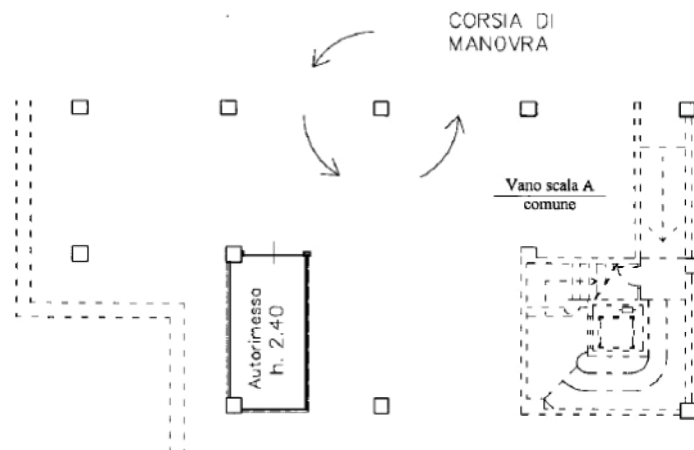 CORSIA DI
MANOVRA
Vano scala A
comune
Autorimessa
h. 2.40